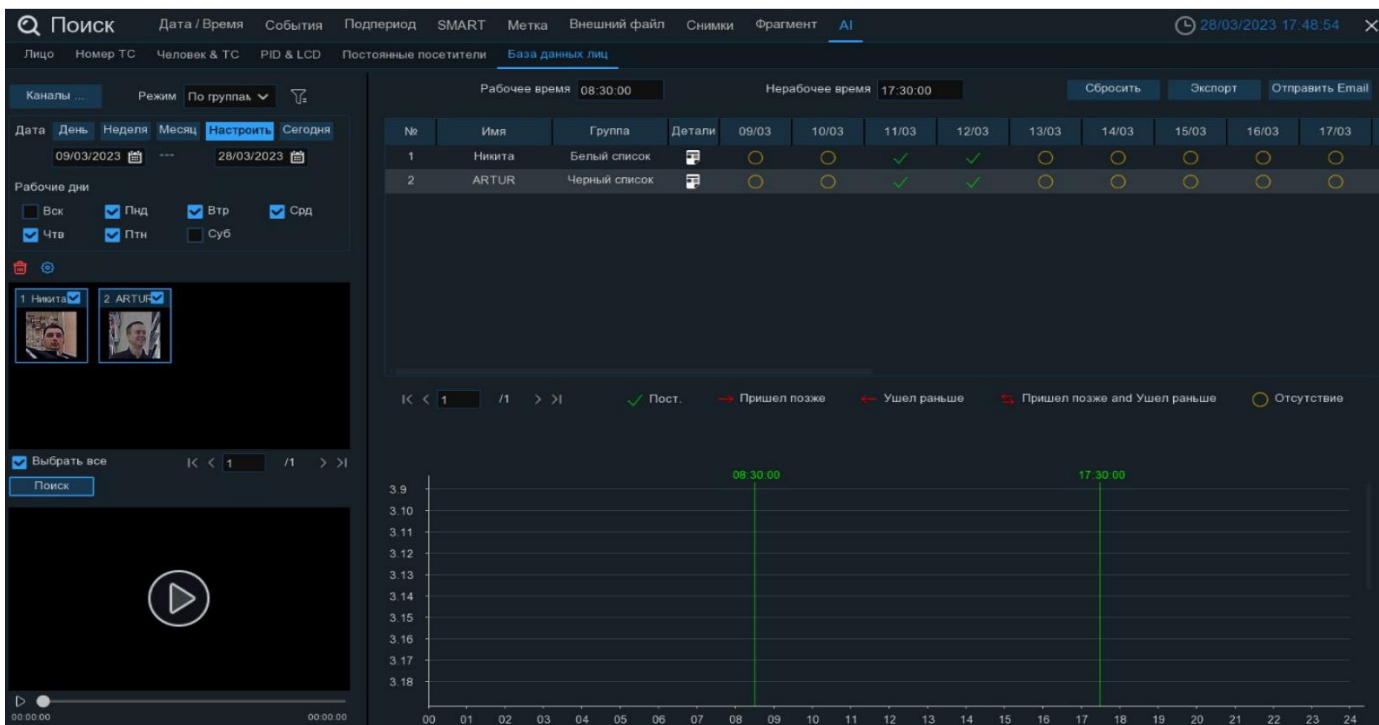 Поиск Дата / Время События Подпериод SMART Метка Внешний файл Снимки Фрагмент AI 28/03/2023 17:48:54
Лицо Номер ТС Человек & ТС PID & LCD Постоянные посетители База данных лиц
Каналы ... Режим По группам
Рабочее время 08:30:00 Нерабочее время 17:30:00 Сбросить Экспорт Отправить Email
Дата День Неделя Месяц Настроить Сегодня
09/03/2023 --- 28/03/2023
Рабочие дни
Вск Пнд Втр Срд
Чтв Птн Суб
№ Имя Группа Детали 09/03 10/03 11/03 12/03 13/03 14/03 15/03 16/03 17/03
1 Никита Белый список
2 ARTUR Черный список
1 Никита 2 ARTUR
1 /1 Пост. Пришел позже Ушел раньше Пришел позже and Ушел раньше Отсутствие
Выбрать все 1 /1
Поиск
08:30:00 17:30:00
3.9
3.10
3.11
3.12
3.13
3.14
3.15
3.16
3.17
3.18
00 01 02 03 04 05 06 07 08 09 10 11 12 13 14 15 16 17 18 19 20 21 22 23 24
00:00:00 00:00:00